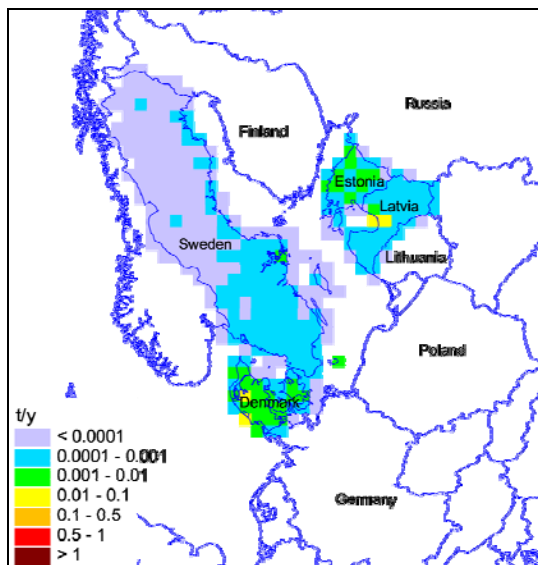 Russia
Finland
Estonia
Latvia
Sweden
Lithuania
Poland
Denmark
t/y
< 0.0001
0.0001 - 0.001
0.001 - 0.01
0.01 - 0.1
0.1 - 0.5
0.5 - 1
> 1
Germany